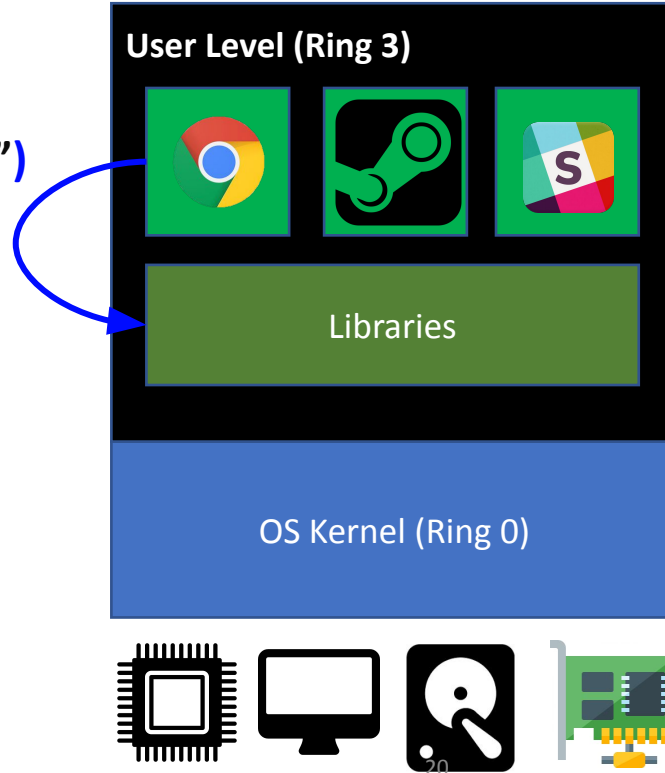 User Level (Ring 3)
”)
S
Libraries
OS Kernel (Ring 0)
20